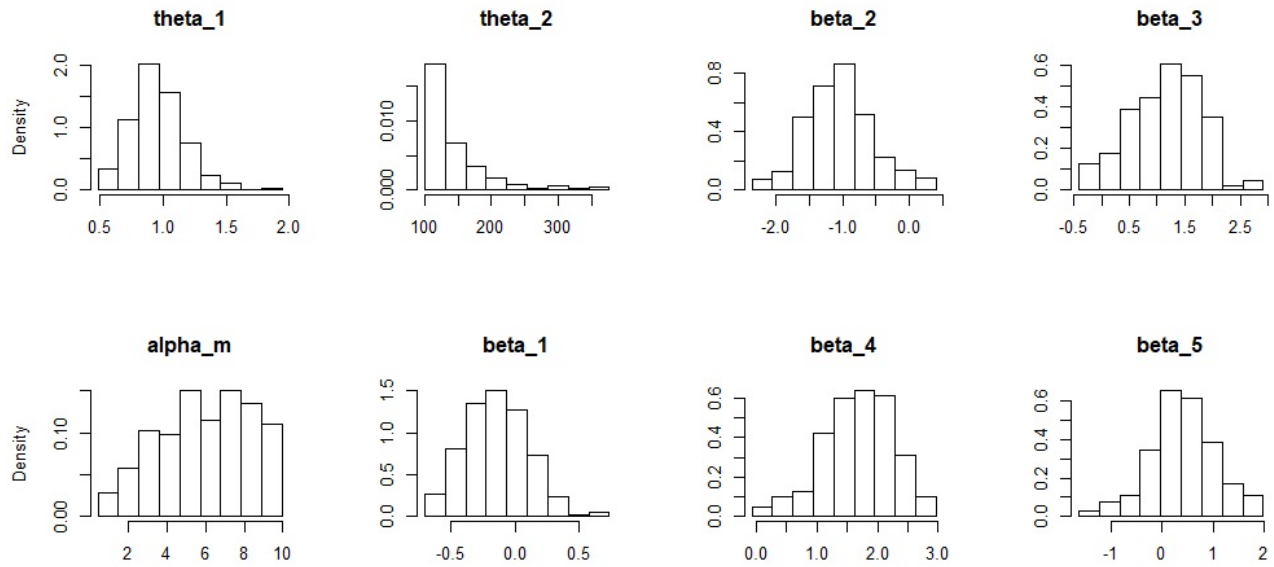 theta_1
theta_2
beta_2
beta_3
Density
0.0 1.0 2.0
0.5 1.0 1.5 2.0
0.000 0.010
100 200 300
0.0 0.4 0.8
-2.0 -1.0 0.0
0.0 0.2 0.4 0.6
-0.5 0.5 1.5 2.5
alpha_m
beta_1
beta_4
beta_5
Density
0.00 0.10
2 4 6 8 10
0.0 0.5 1.0 1.5
-0.5 0.0 0.5
0.0 0.2 0.4 0.6
0.0 1.0 2.0 3.0
0.0 0.2 0.4 0.6
-1 0 1 2